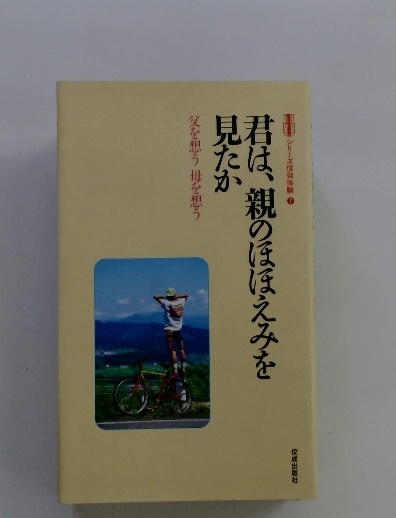 シリーズ信仰体験 7
君は、親のほほえみを
見たか
父を想う 母を想う
佼成出版社